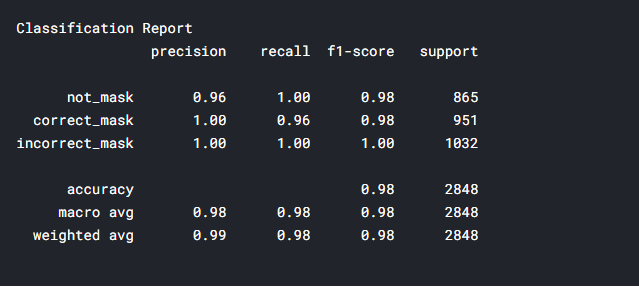 Classification Report
precision recall f1-score support
not_mask 0.96 1.00 0.98 865
correct_mask 1.00 0.96 0.98 951
incorrect_mask 1.00 1.00 1.00 1032
accuracy 0.98 2848
macro avg 0.98 0.98 0.98 2848
weighted avg 0.99 0.98 0.98 2848